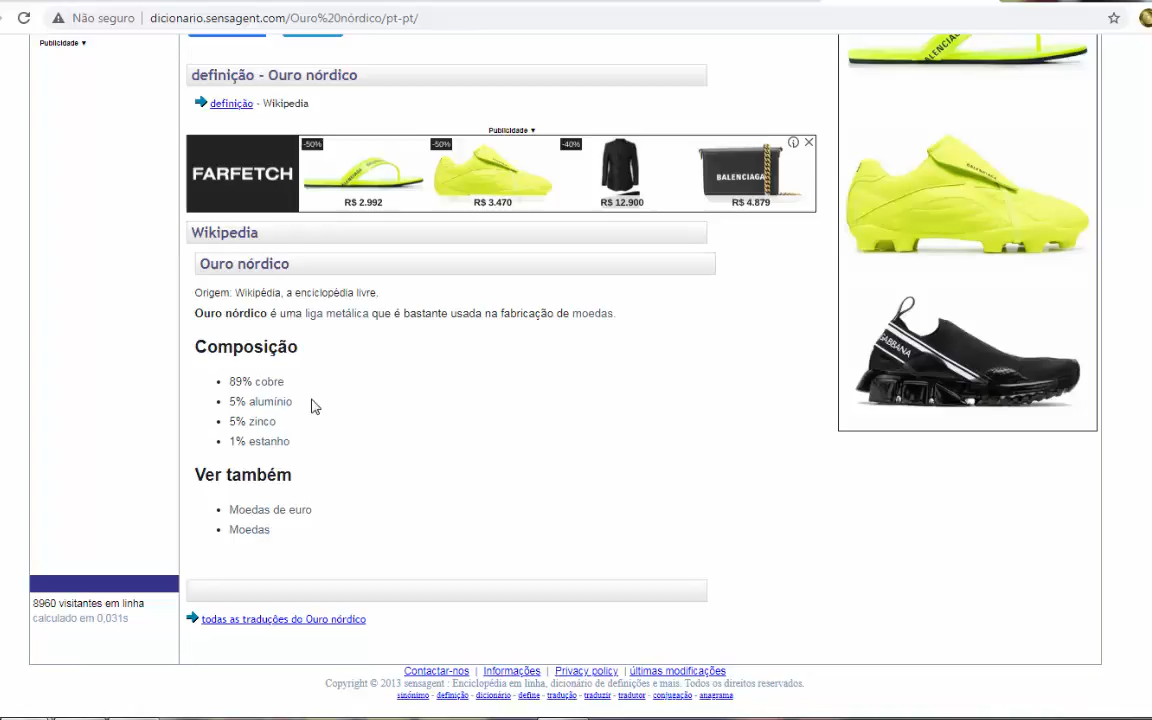 Não seguro | dicionario.sensagent.com/Ouro%20nórdico/pt-pt/
Publicidade ▼
definição - Ouro nórdico
definição - Wikipedia
Publicidade ▼
FARFETCH
-50%
R$ 2.992
-50%
R$ 3.470
-40%
R$ 12.900
BALENCIAGA
R$ 4.879
Wikipedia
Ouro nórdico
Origem: Wikipédia, a enciclopédia livre.
Ouro nórdico é uma liga metálica que é bastante usada na fabricação de moedas.
Composição
89% cobre
5% alumínio
5% zinco
1% estanho
Ver também
Moedas de euro
Moedas
8960 visitantes em linha
calculado em 0,031s
todas as traduções do Ouro nórdico
BALENCIAGA
GABBANA
Contactar-nos | Informações | Privacy policy | últimas modificações
Copyright © 2013 sensagent : Enciclopédia em linha, dicionário de definições e mais. Todos os direitos reservados.
sinónimo - definição - dicionário - define - tradução - traduzir - tradutor - conjugação - anagrama